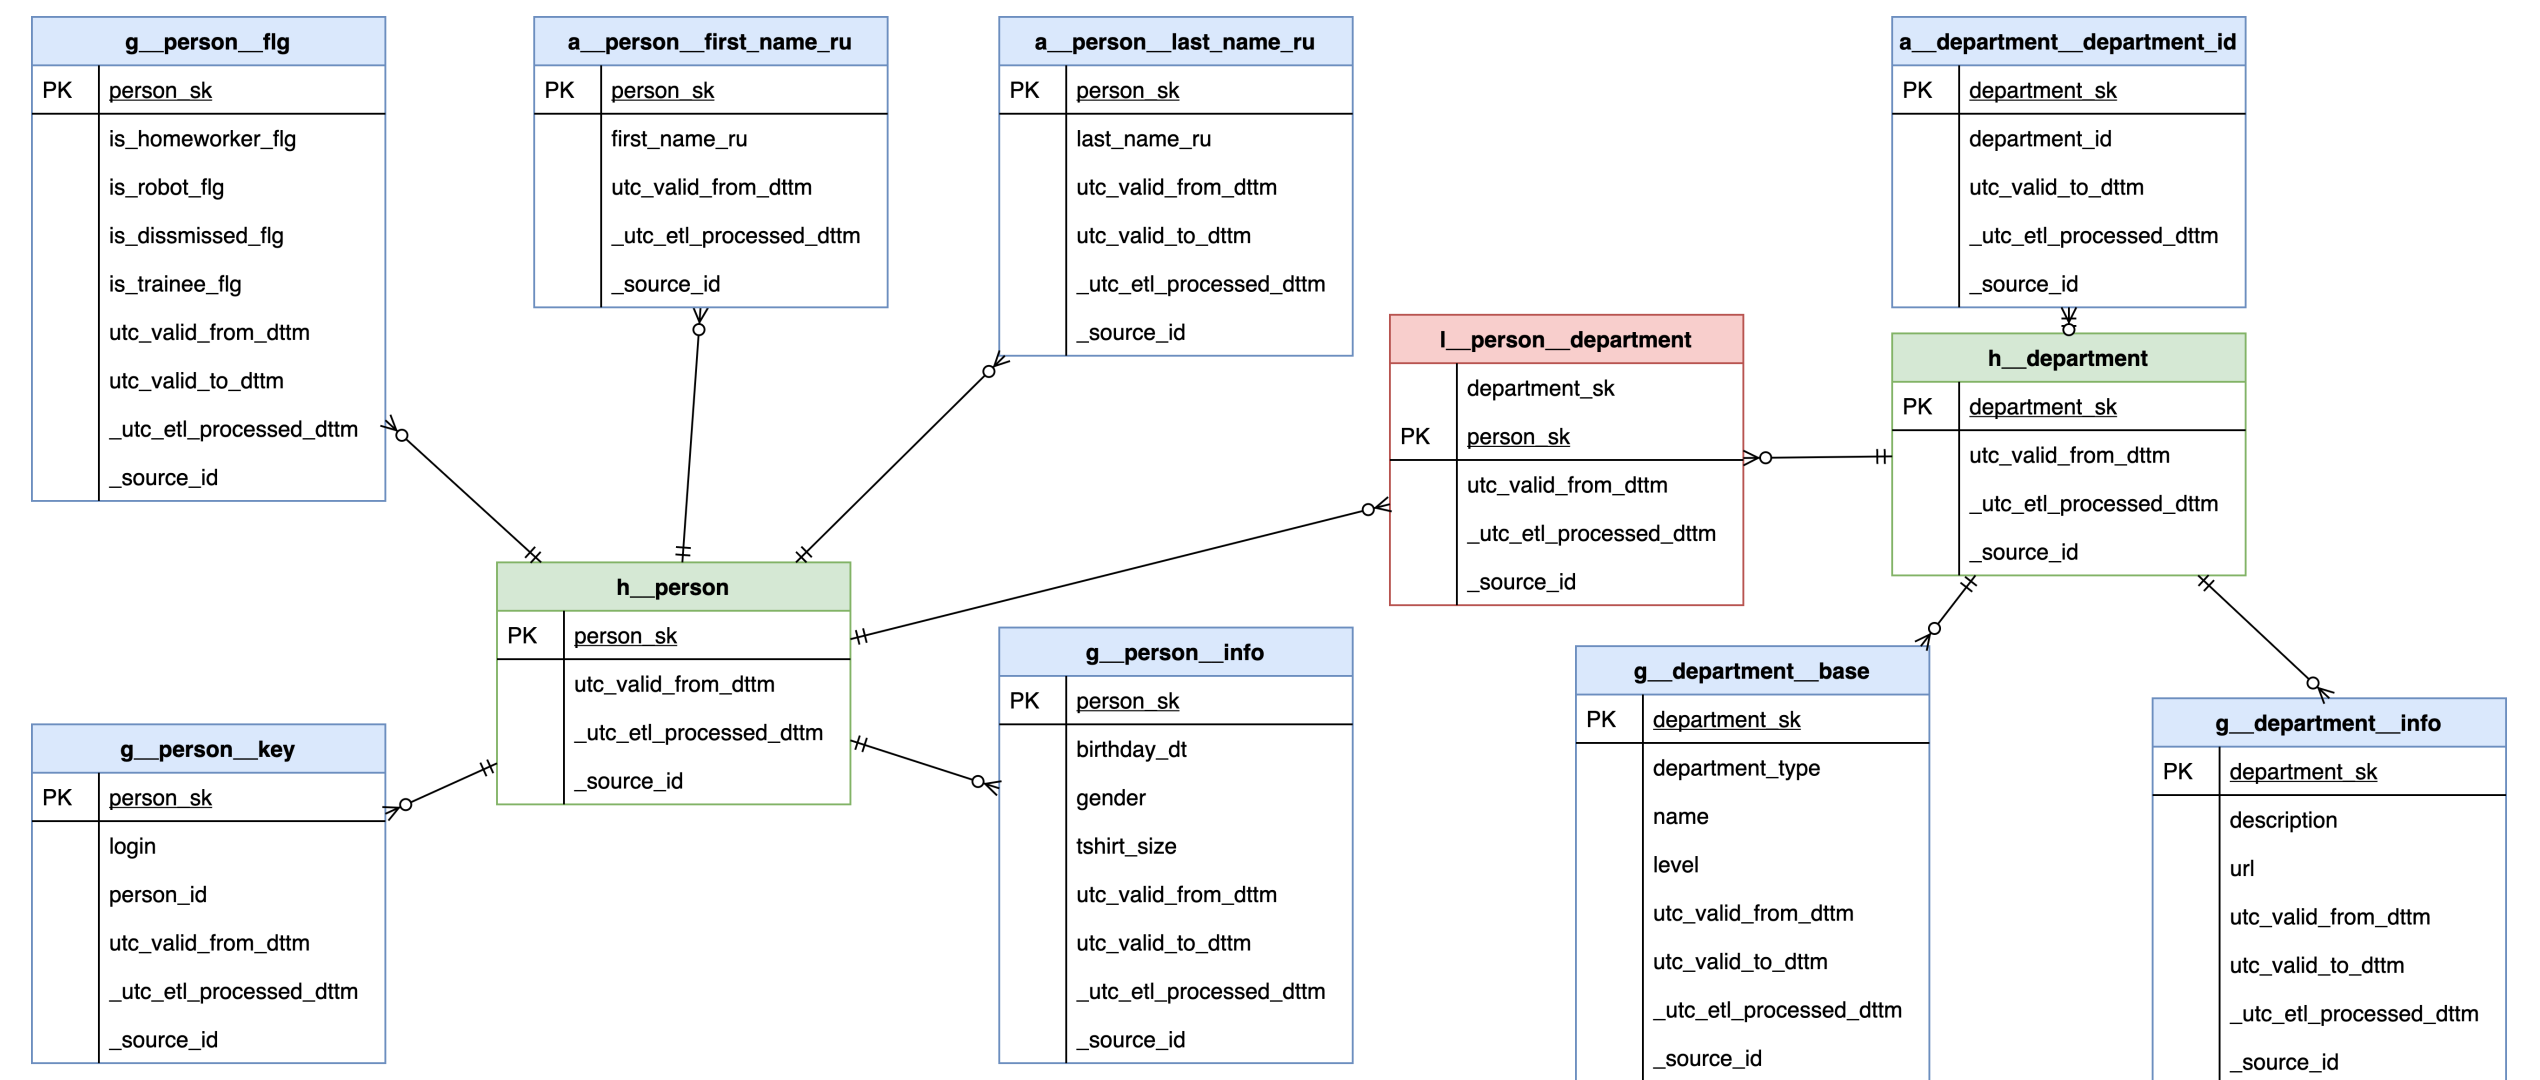 g__person__flg
PK person_sk
is_homeworker_flg
is_robot_flg
is_dissmissed_flg
is_trainee_flg
utc_valid_from_dttm
utc_valid_to_dttm
_utc_etl_processed_dttm
_source_id
a__person__first_name_ru
PK person_sk
first_name_ru
utc_valid_from_dttm
_utc_etl_processed_dttm
_source_id
a__person__last_name_ru
PK person_sk
last_name_ru
utc_valid_from_dttm
utc_valid_to_dttm
_utc_etl_processed_dttm
_source_id
a__department__department_id
PK department_sk
department_id
utc_valid_to_dttm
_utc_etl_processed_dttm
_source_id
l__person__department
department_sk
PK person_sk
utc_valid_from_dttm
_utc_etl_processed_dttm
_source_id
h__department
PK department_sk
utc_valid_from_dttm
_utc_etl_processed_dttm
_source_id
h__person
PK person_sk
utc_valid_from_dttm
_utc_etl_processed_dttm
_source_id
g__person__key
PK person_sk
login
person_id
utc_valid_from_dttm
_utc_etl_processed_dttm
_source_id
g__person__info
PK person_sk
birthday_dt
gender
tshirt_size
utc_valid_from_dttm
utc_valid_to_dttm
_utc_etl_processed_dttm
_source_id
g__department__base
PK department_sk
department_type
name
level
utc_valid_from_dttm
utc_valid_to_dttm
_utc_etl_processed_dttm
_source_id
g__department__info
PK department_sk
description
url
utc_valid_from_dttm
utc_valid_to_dttm
_utc_etl_processed_dttm
_source_id